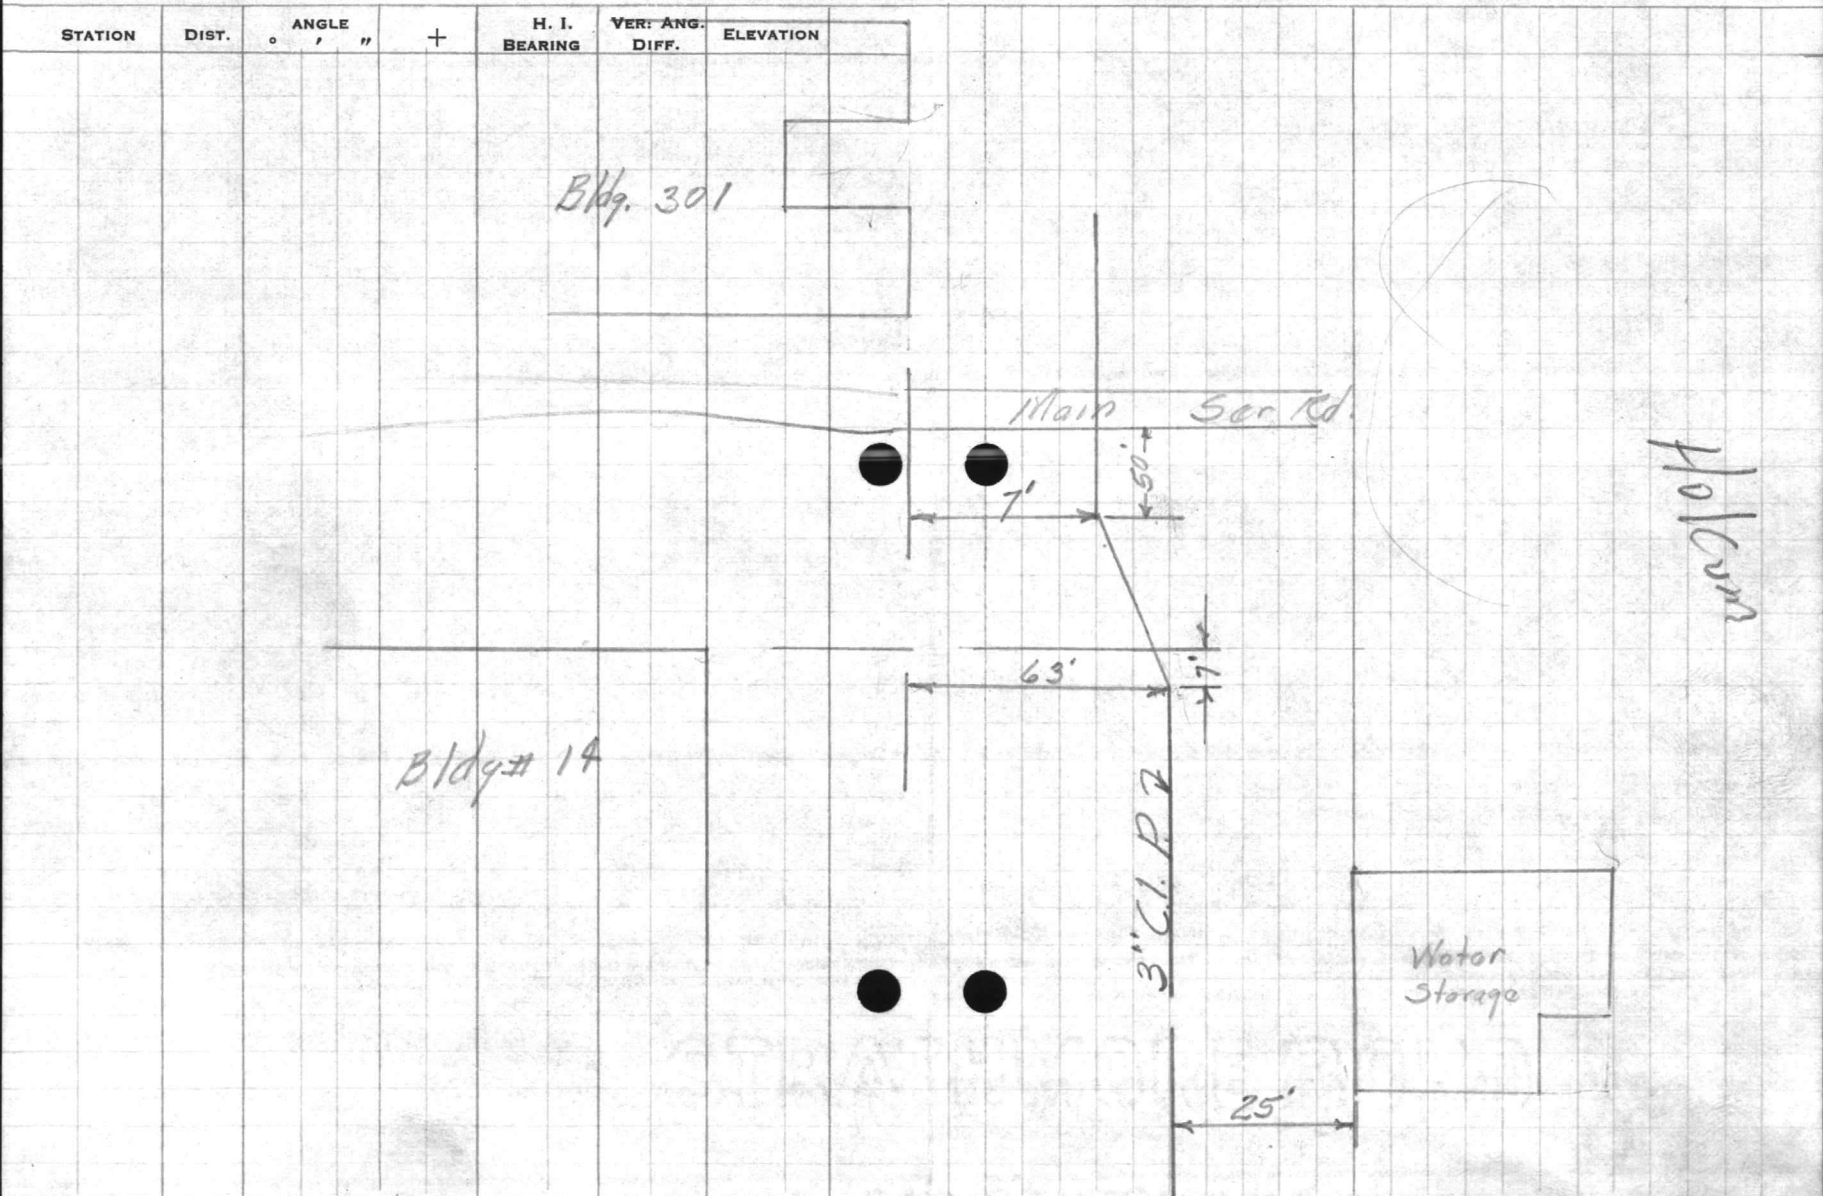 STATION DIST. ANGLE ° ' " + H. I. BEARING VER: ANG. DIFF. ELEVATION
Bldg. 301
Main Ser Rd.
50'
7'
63'
7'
Bldg# 14
3" C.I. P.
Water
Storage
25'